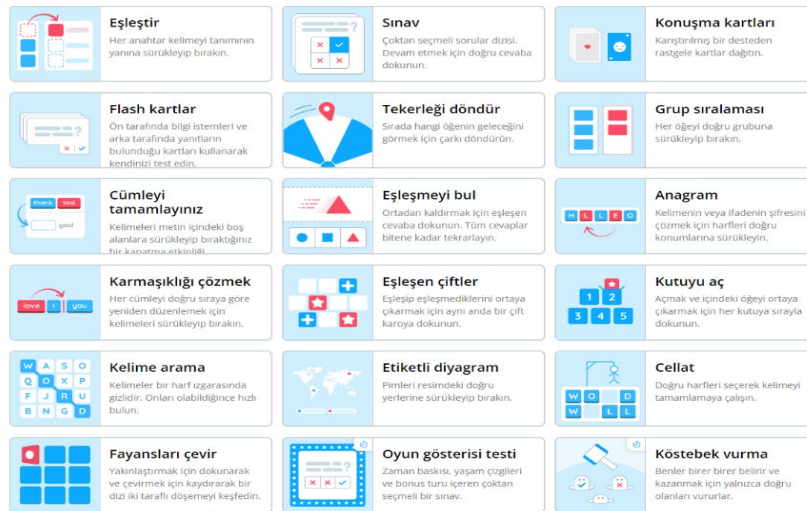 Eşleştir
Her anahtar kelimeyi tanımının
yanına sürükleyip bırakın.
Sınav
Çoktan seçmeli sorular dizisi.
Devam etmek için doğru cevaba
dokunun.
Konuşma kartları
Karıştırılmış bir desteden
rastgele kartlar dağıtın.
Flash kartlar
Ön tarafında bilgi istemleri ve
arka tarafında yanıtların
bulunduğu kartları kullanarak
kendinizi test edin.
Tekerleği döndür
Sırada hangi öğenin geleceğini
görmek için çarkı döndürün.
Grup sıralaması
Her öğeyi doğru grubuna
sürükleyip bırakın.
thank taxi
you!
Cümleyi
tamamlayınız
Kelimeleri metin içindeki boş
alanlara sürükleyip bıraktığınız
bir kapatma etkinliği.
Eşleşmeyi bul
Ortadan kaldırmak için eşleşen
cevaba dokunun. Tüm cevaplar
bitene kadar tekrarlayın.
H L L E O
Anagram
Kelimenin veya ifadenin şifresini
çözmek için harfleri doğru
konumlarına sürükleyin.
love I you
Karmaşıklığı çözmek
Her cümleyi doğru sıraya göre
yeniden düzenlemek için
kelimeleri sürükleyip bırakın.
Eşleşen çiftler
Eşleşip eşleşmediklerini ortaya
çıkarmak için aynı anda bir çift
karoya dokunun.
1 2
3 4 5
Kutuyu aç
Açmak ve içindeki öğeyi ortaya
çıkarmak için her kutuya sırayla
dokunun.
W A S O
Q O X P
F J R U
B N G D
Kelime arama
Kelimeler bir harf ızgarasında
gizlidir. Onları olabildiğince hızlı
bulun.
Etiketli diyagram
Pimleri resimdeki doğru
yerlerine sürükleyip bırakın.
W O D
W L L
Cellat
Doğru harfleri seçerek kelimeyi
tamamlamaya çalışın.
Fayansları çevir
Yakınlaştırmak için dokunarak
ve çevirmek için kaydırarak bir
dizi iki taraflı döşemeyi keşfedin.
Oyun gösterisi testi
Zaman baskısı, yaşam çizgileri
ve bonus turu içeren çoktan
seçmeli bir sınav.
Köstebek vurma
Benler birer birer belirir ve
kazanmak için yalnızca doğru
olanları vururlar.